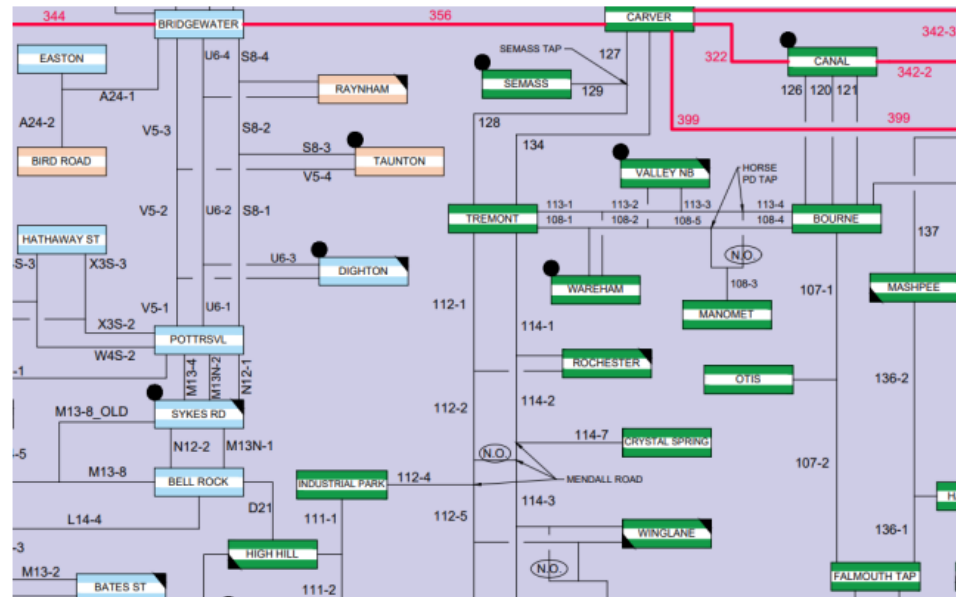 344
356
BRIDGEWATER
CARVER
342-3
EASTON
U6-4
S8-4
SEMASS TAP
127
322
CANAL
342-2
RAYNHAM
SEMASS
129
126
120
121
A24-1
128
399
399
A24-2
V5-3
S8-2
134
S8-3
BIRD ROAD
TAUNTON
V5-4
VALLEY NB
HORSE
PD TAP
V5-2
U6-2
S8-1
113-1
113-2
113-3
113-4
TREMONT
108-1
108-2
108-5
108-4
BOURNE
HATHAWAY ST
137
N.O.
S-3
X3S-3
U6-3
DIGHTON
WAREHAM
108-3
107-1
MASHPEE
V5-1
U6-1
112-1
MANOMET
X3S-2
114-1
POTTRSVL
W4S-2
ROCHESTER
-1
M13-4
M13N-2
N12-1
OTIS
136-2
114-2
112-2
M13-8_OLD
SYKES RD
114-7
CRYSTAL SPRING
-5
N12-2
M13N-1
N.O.
107-2
M13-8
BELL ROCK
INDUSTRIAL PARK
112-4
MENDALL ROAD
114-3
H
D21
L14-4
111-1
112-5
WINGLANE
136-1
-3
HIGH HILL
M13-2
N.O.
FALMOUTH TAP
BATES ST
111-2